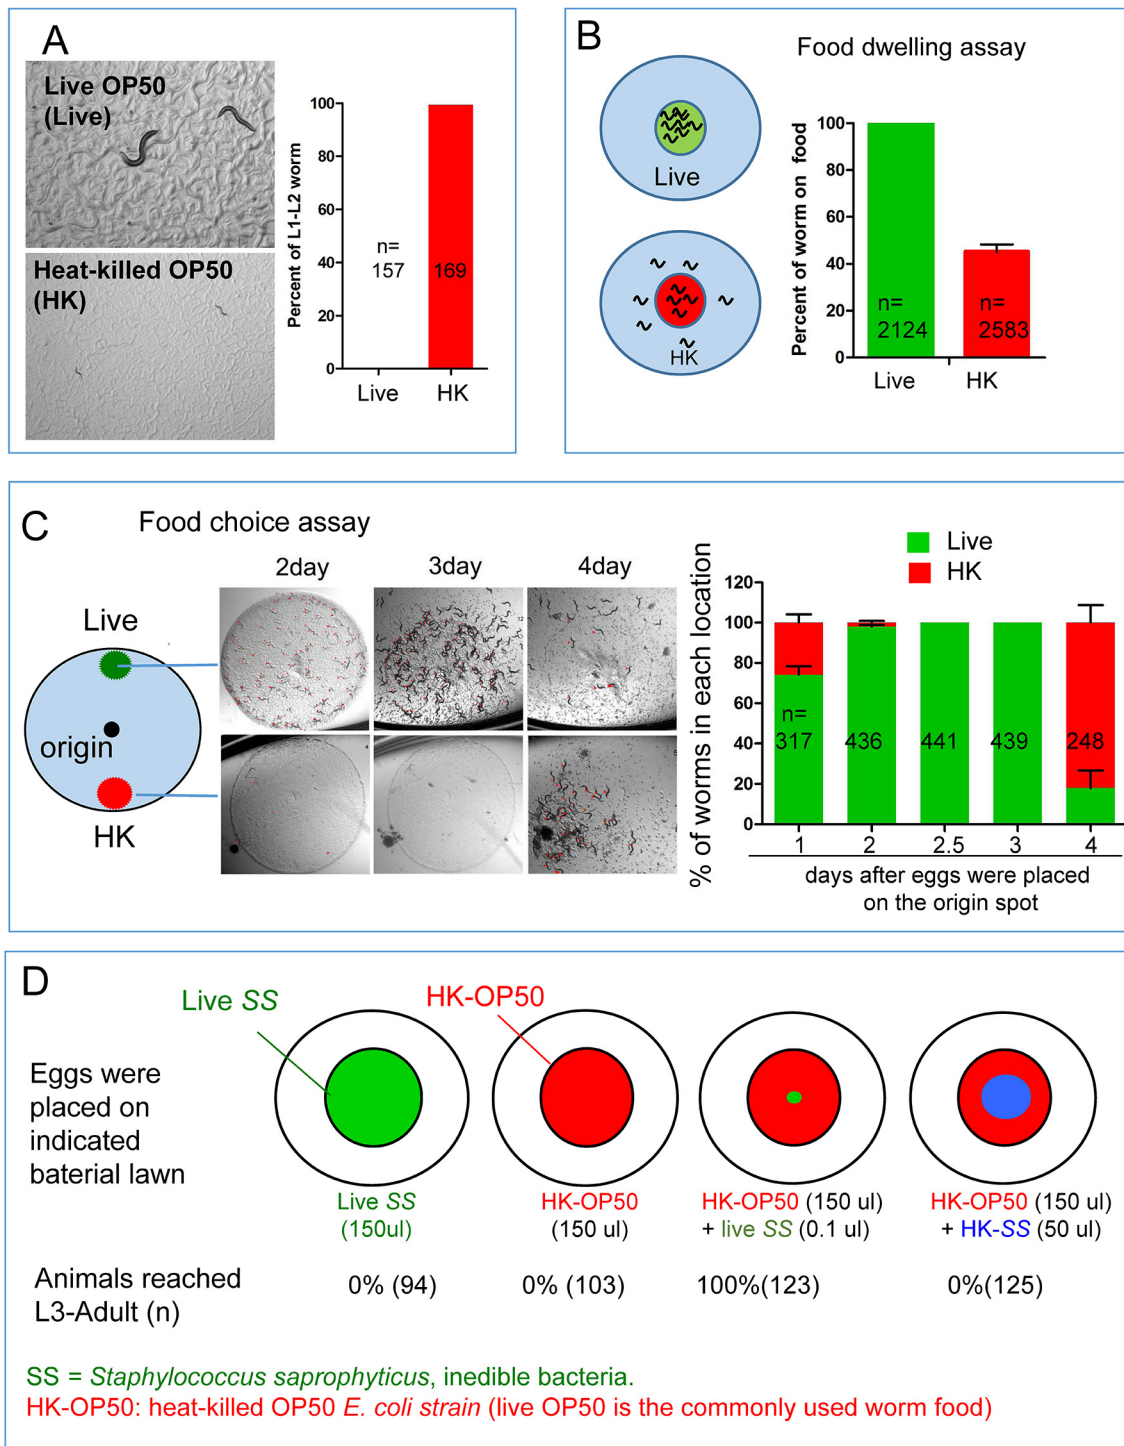 A
Live OP50
(Live)
Heat-killed OP50
(HK)
Percent of L1-L2 worm
100
80
60
40
20
0
n=
157
169
Live
HK
B
Food dwelling assay
Live
HK
Percent of worm on food
100
80
60
40
20
0
n=
2124
n=
2583
Live
HK
C
Food choice assay
2day
3day
4day
Live
origin
HK
Live
HK
% of worms in each location
120
100
80
60
40
20
0
n=
317
436
441
439
248
1
2
2.5
3
4
days after eggs were placed
on the origin spot
D
Live SS
HK-OP50
Eggs were
placed on
indicated
baterial lawn
Live SS
(150ul)
HK-OP50
(150 ul)
HK-OP50 (150 ul)
+ live SS (0.1 ul)
HK-OP50 (150 ul)
+ HK-SS (50 ul)
Animals reached
L3-Adult (n)
0% (94)
0% (103)
100%(123)
0%(125)
SS = Staphylococcus saprophyticus, inedible bacteria.
HK-OP50: heat-killed OP50 E. coli strain (live OP50 is the commonly used worm food)